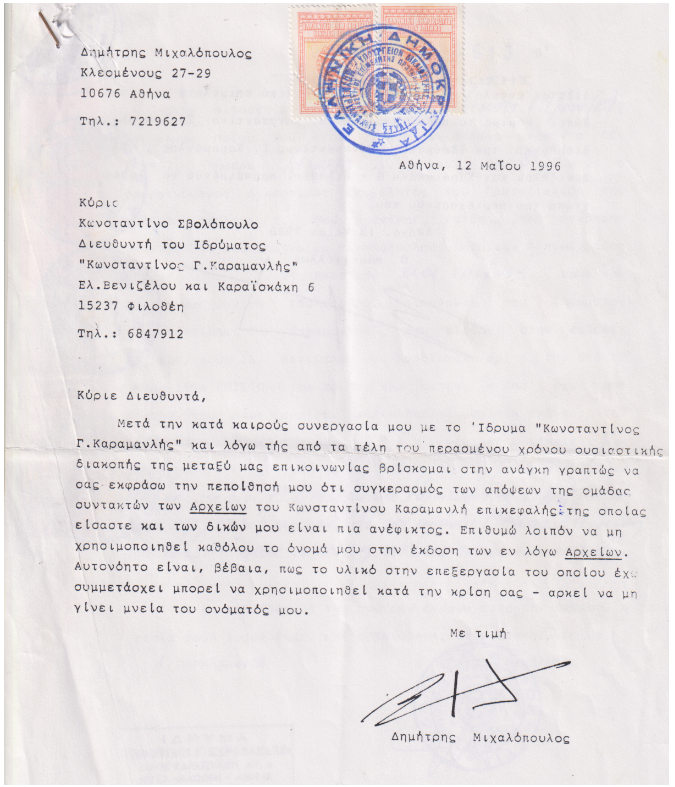 Δημήτρης Μιχαλόπουλος
Κλεομένους 27-29
10676 Αθήνα
Τηλ.: 7219627
ΕΛΛΗΝΙΚΗ ΔΗΜΟΚΡΑΤΙΑ
Αθήνα, 12 Μαΐου 1996
Κύριο
Κωνσταντίνο Σβολόπουλο
Διευθυντή του Ιδρύματος
"Κωνσταντίνος Γ.Καραμανλής"
Ελ.Βενιζέλου και Καραϊσκάκη 6
15237 Φιλοθέη
Τηλ.: 6847912
Κύριε Διευθυντά,
Μετά την κατά καιρούς συνεργασία μου με το Ίδρυμα "Κωνσταντίνος
Γ.Καραμανλής" και λόγω τής από τα τέλη του περασμένου χρόνου ουσιαστικής
διακοπής της μεταξύ μας επικοινωνίας βρίσκομαι στην ανάγκη γραπτώς να
σας εκφράσω την πεποίθησή μου ότι συγκερασμός των απόψεων της ομάδας
συντακτών των Αρχείων του Κωνσταντίνου Καραμανλή επικεφαλής της οποίας
είσαστε και των δικών μου είναι πια ανέφικτος. Επιθυμώ λοιπόν να μη
χρησιμοποιηθεί καθόλου το όνομά μου στην έκδοση των εν λόγω Αρχείων.
Αυτονόητο είναι, βέβαια, πως το υλικό στην επεξεργασία του οποίου έχω
συμμετάσχει μπορεί να χρησιμοποιηθεί κατά την κρίση σας - αρκεί να μη
γίνει μνεία του ονόματός μου.
Με τιμή
Δημήτρης Μιχαλόπουλος